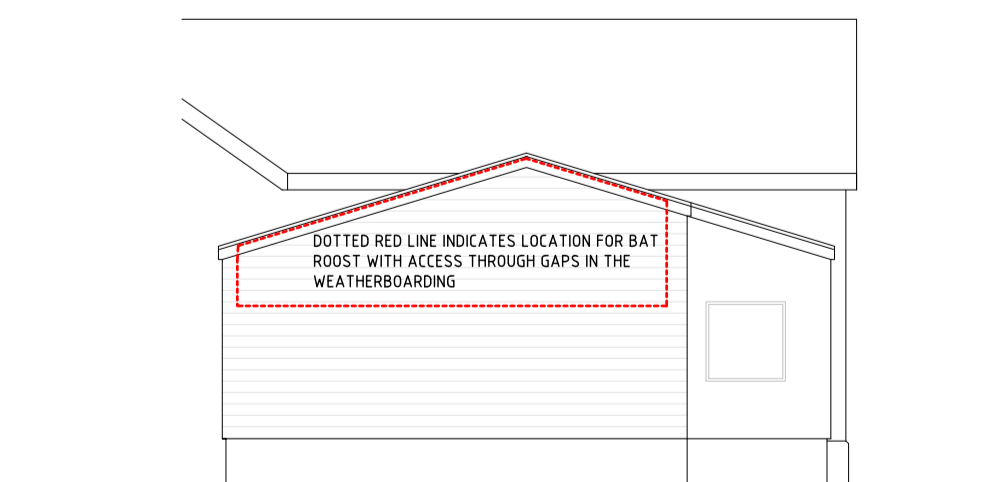 DOTTED RED LINE INDICATES LOCATION FOR BAT
ROOST WITH ACCESS THROUGH GAPS IN THE
WEATHERBOARDING